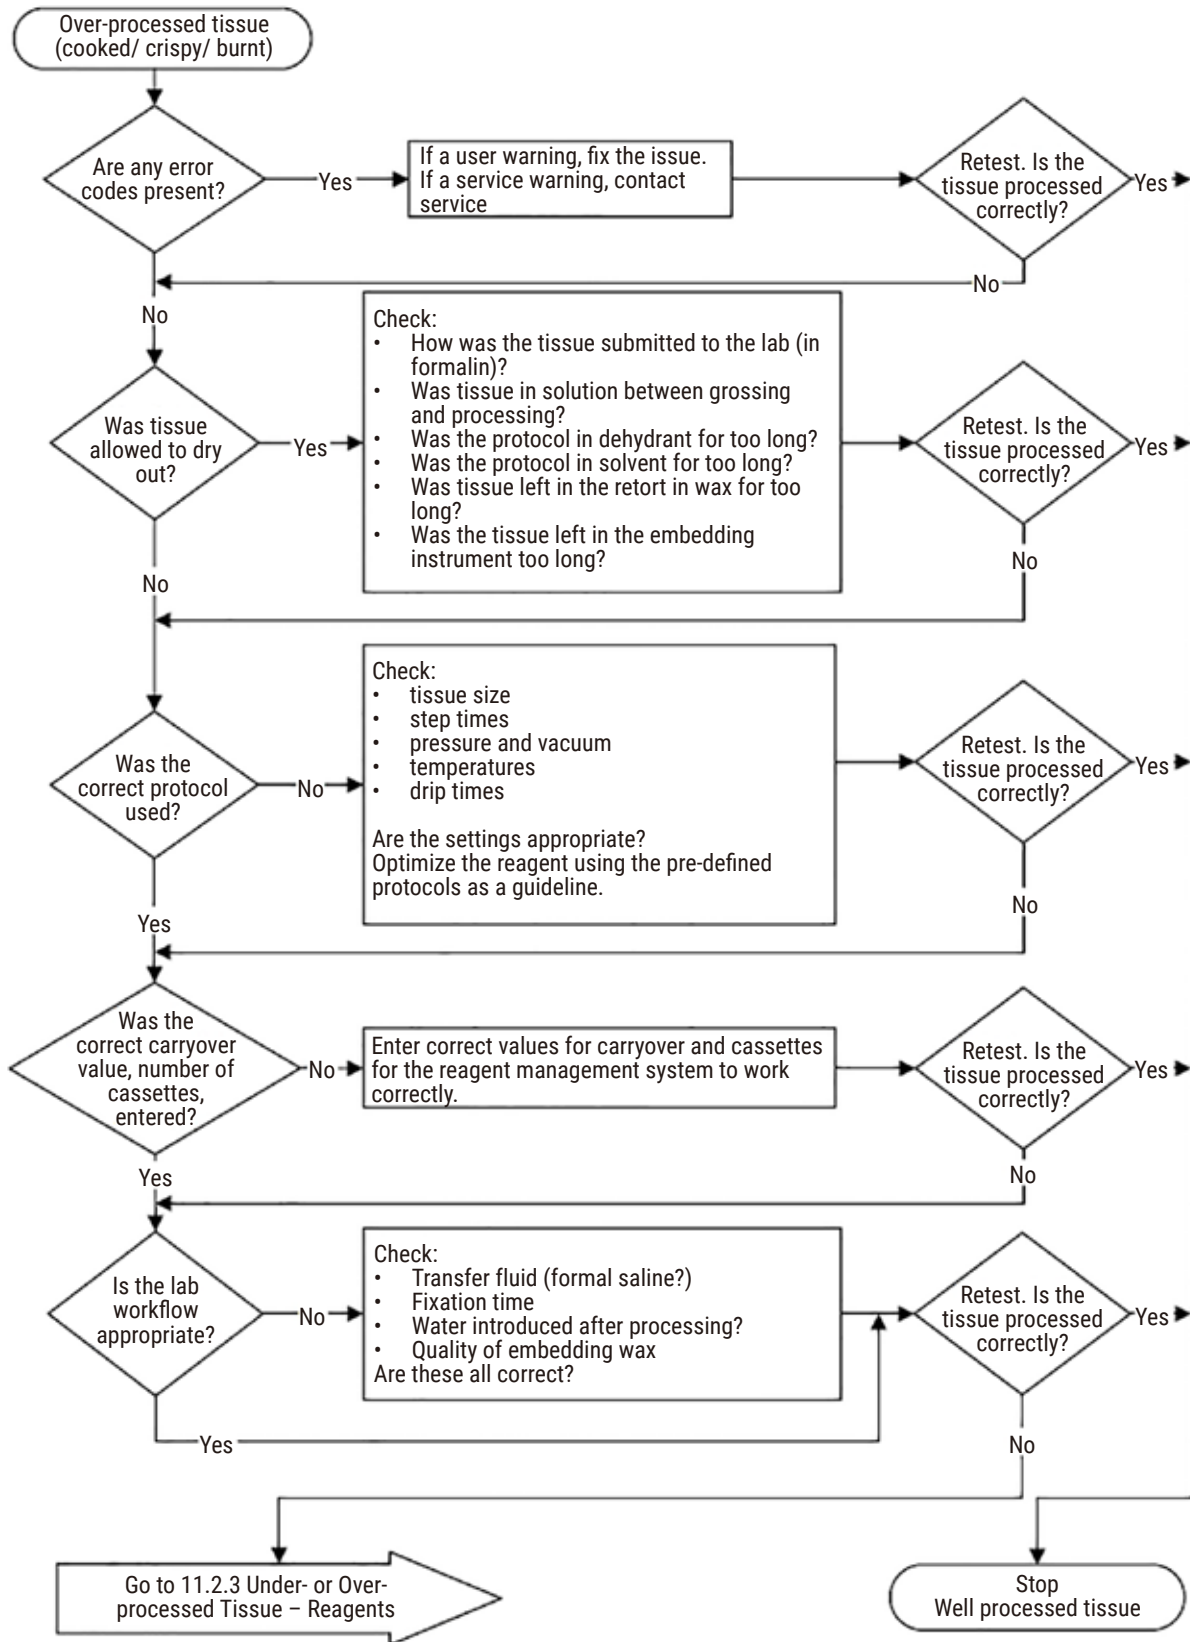 Over-processed tissue
(cooked/ crispy/ burnt)
Are any error
codes present?
Yes
If a user warning, fix the issue.
If a service warning, contact
service
Retest. Is the
tissue processed
correctly?
Yes
No
No
Was tissue
allowed to dry
out?
Yes
Check:
• How was the tissue submitted to the lab (in
formalin)?
• Was tissue in solution between grossing
and processing?
• Was the protocol in dehydrant for too long?
• Was the protocol in solvent for too long?
• Was tissue left in the retort in wax for too
long?
• Was the tissue left in the embedding
instrument too long?
Retest. Is the
tissue processed
correctly?
Yes
No
No
Was the
correct protocol
used?
No
Check:
• tissue size
• step times
• pressure and vacuum
• temperatures
• drip times
Are the settings appropriate?
Optimize the reagent using the pre-defined
protocols as a guideline.
Retest. Is the
tissue processed
correctly?
Yes
No
Yes
Was the
correct carryover
value, number of
cassettes,
entered?
No
Enter correct values for carryover and cassettes
for the reagent management system to work
correctly.
Retest. Is the
tissue processed
correctly?
Yes
No
Yes
Is the lab
workflow
appropriate?
No
Check:
• Transfer fluid (formal saline?)
• Fixation time
• Water introduced after processing?
• Quality of embedding wax
Are these all correct?
Retest. Is the
tissue processed
correctly?
Yes
Yes
No
Go to 11.2.3 Under- or Over-
processed Tissue – Reagents
Stop
Well processed tissue